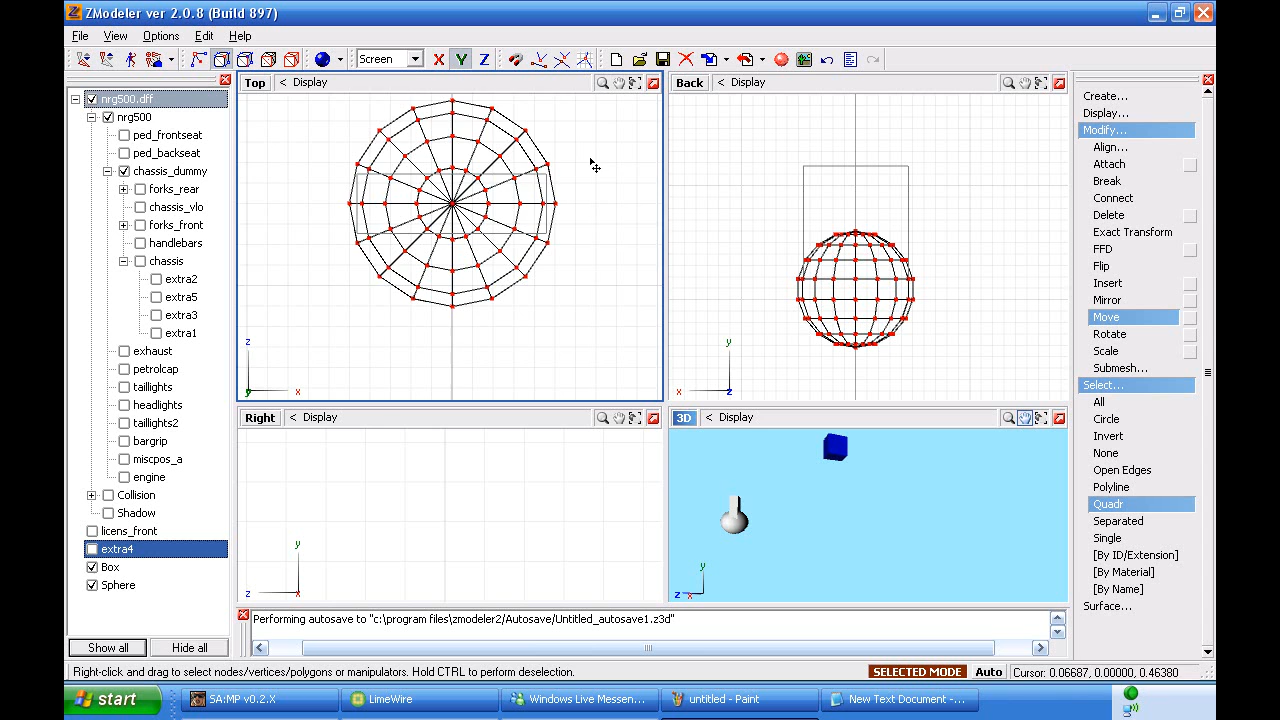 ZModeler ver 2.0.8 (Build 897)
File View Options Edit Help
Screen X Y Z
nrg500.dff
nrg500
ped_frontseat
ped_backseat
chassis_dummy
forks_rear
chassis_vlo
forks_front
handlebars
chassis
extra2
extra5
extra3
extra1
exhaust
petrolcap
taillights
headlights
taillights2
bargrip
miscpos_a
engine
Collision
Shadow
licens_front
extra4
Box
Sphere
Show all Hide all
Top < Display
z
y x
Back < Display
y
x z
Right < Display
y
z x
3D < Display
y
z x
Create...
Display...
Modify...
Align...
Attach
Break
Connect
Delete
Exact Transform
FFD
Flip
Insert
Mirror
Move
Rotate
Scale
Submesh...
Select...
All
Circle
Invert
None
Open Edges
Polyline
Quadr
Separated
Single
[By ID/Extension]
[By Material]
[By Name]
Surface...
Performing autosave to "c:\program files\zmodeler2/Autosave/Untitled_autosave1.z3d"
Right-click and drag to select nodes/vertices/polygons or manipulators. Hold CTRL to perform deselection. SELECTED MODE Auto Cursor: 0.06687, 0.00000, 0.46380
start SA:MP v0.2.X LimeWire Windows Live Messen... untitled - Paint New Text Document -...